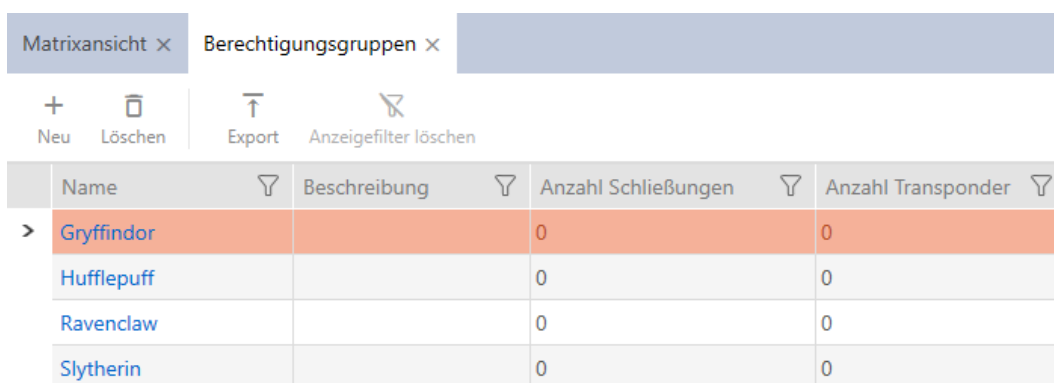 Matrixansicht × Berechtigungsgruppen ×
Neu Löschen Export Anzeigefilter löschen
Name Beschreibung Anzahl Schließungen Anzahl Transponder
Gryffindor 0 0
Hufflepuff 0 0
Ravenclaw 0 0
Slytherin 0 0